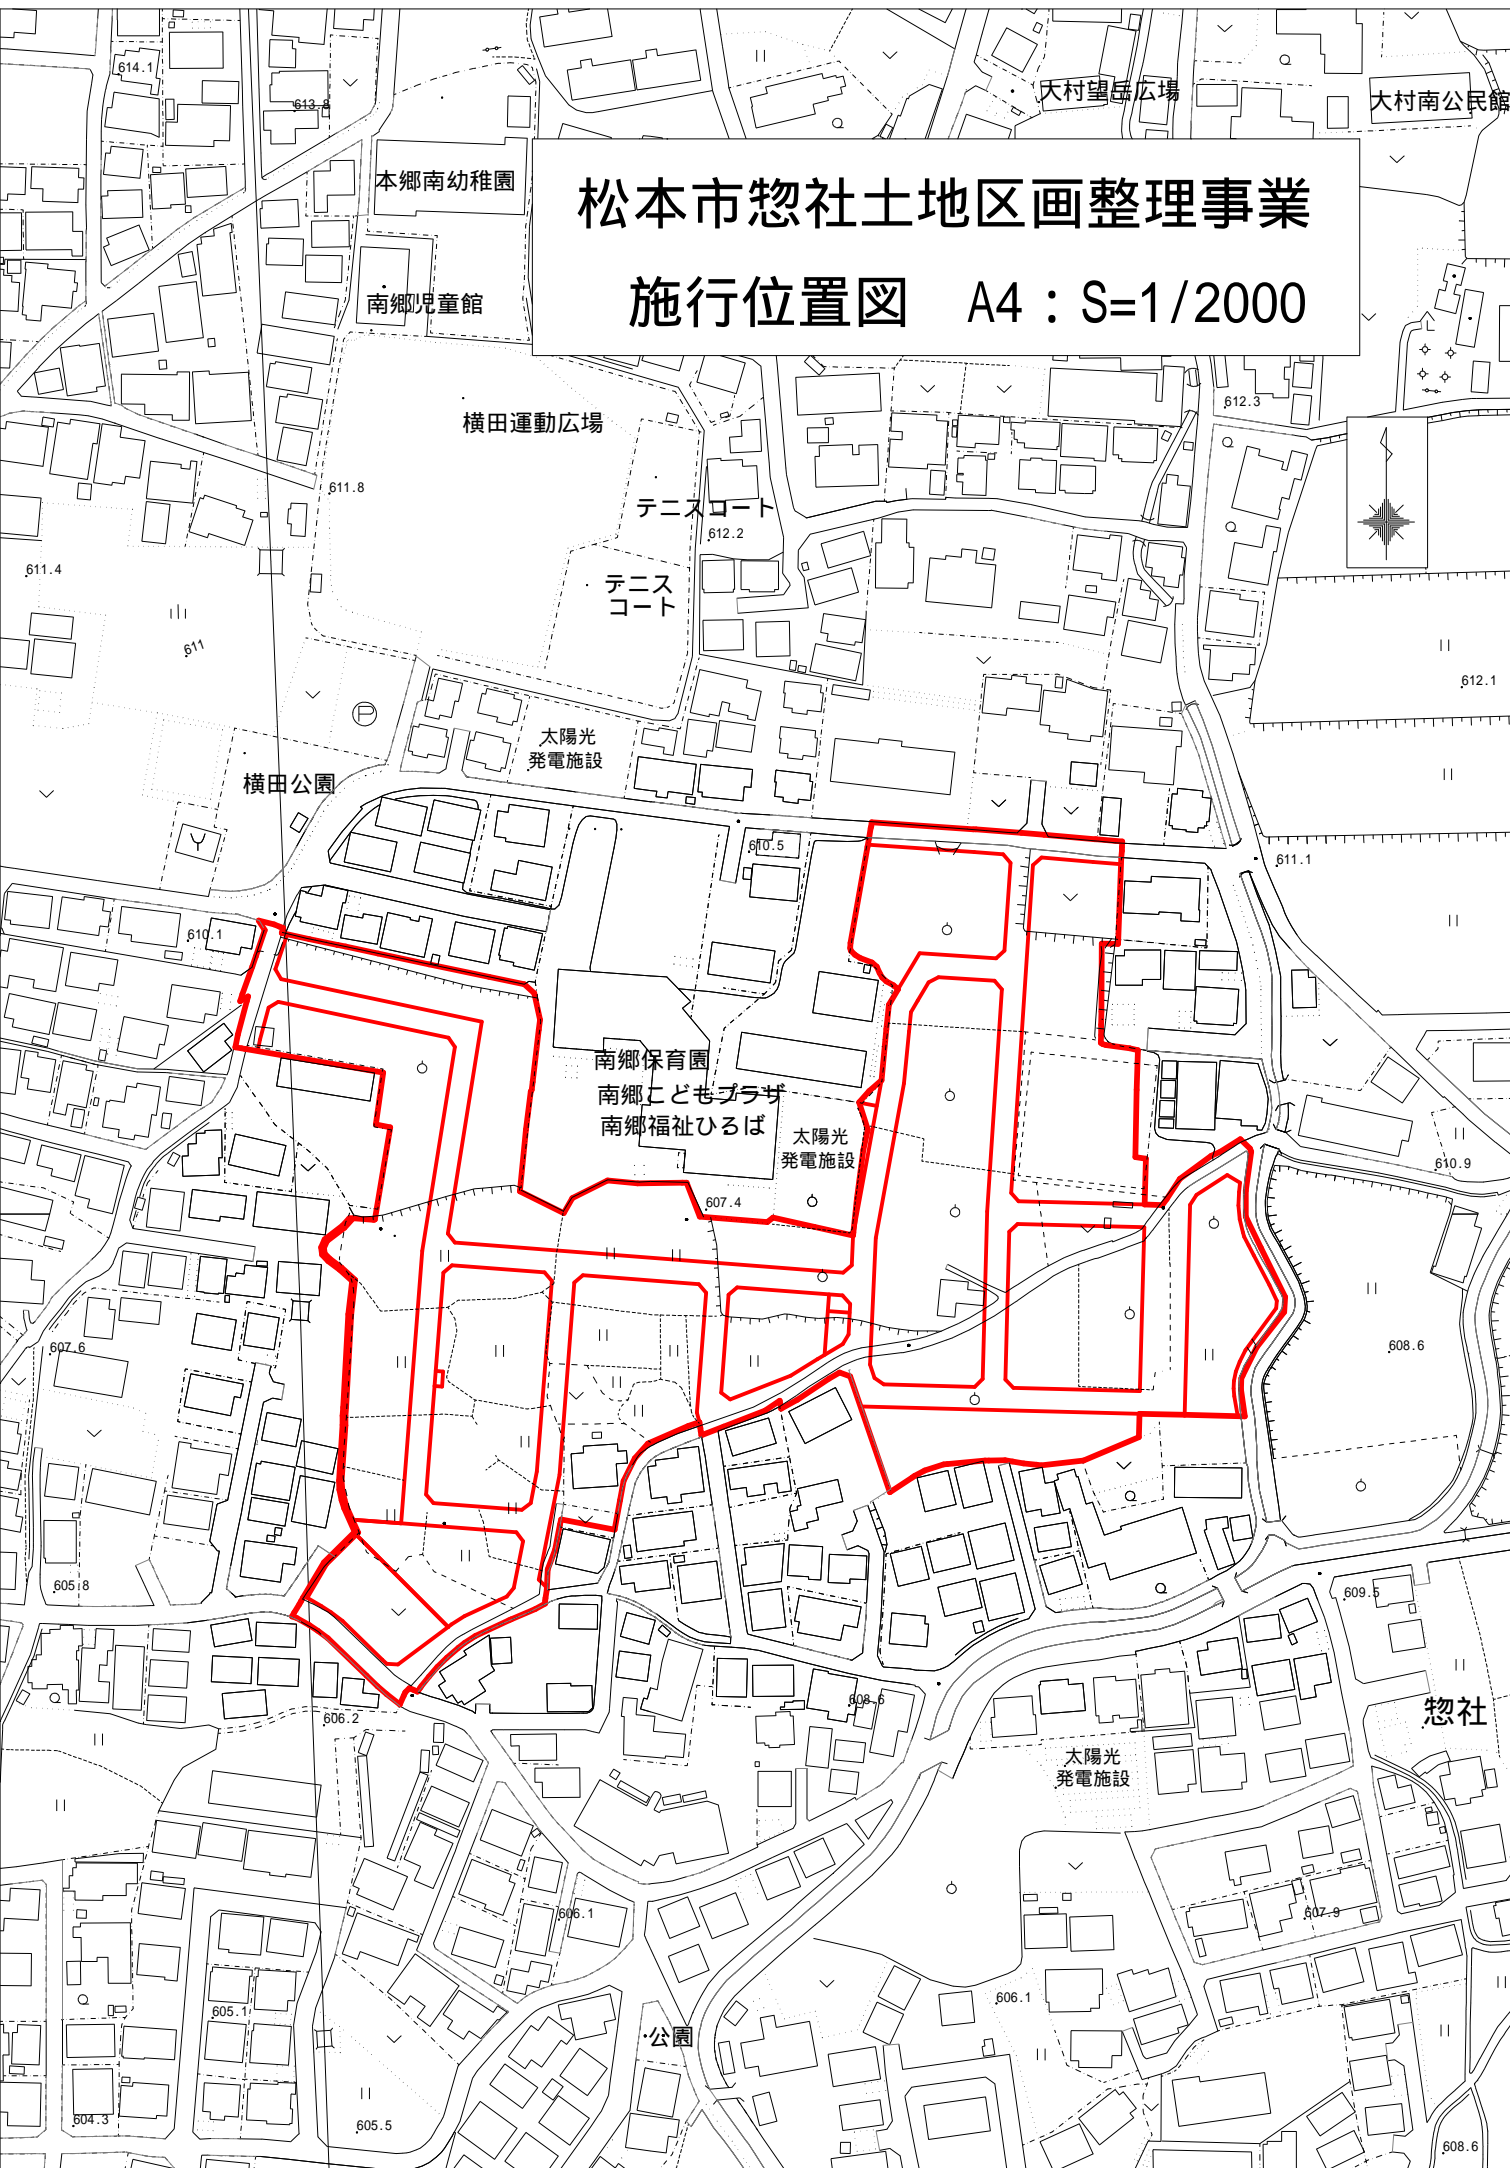 614.1
613.8
大村望岳広場
大村南公民館
本郷南幼稚園
松本市惣社土地区画整理事業
施行位置図　A4：S=1/2000
南郷児童館
横田運動広場
612.3
611.8
テニスコート
612.2
611.4
テニス
コート
611
612.1
P
太陽光
発電施設
横田公園
610.5
611.1
610.1
南郷保育園
南郷こどもプラザ
南郷福祉ひろば
太陽光
発電施設
610.9
607.4
607.6
608.6
605.8
609.5
608.6
606.2
惣社
太陽光
発電施設
606.1
607.9
605.1
606.1
公園
604.3
605.5
608.6